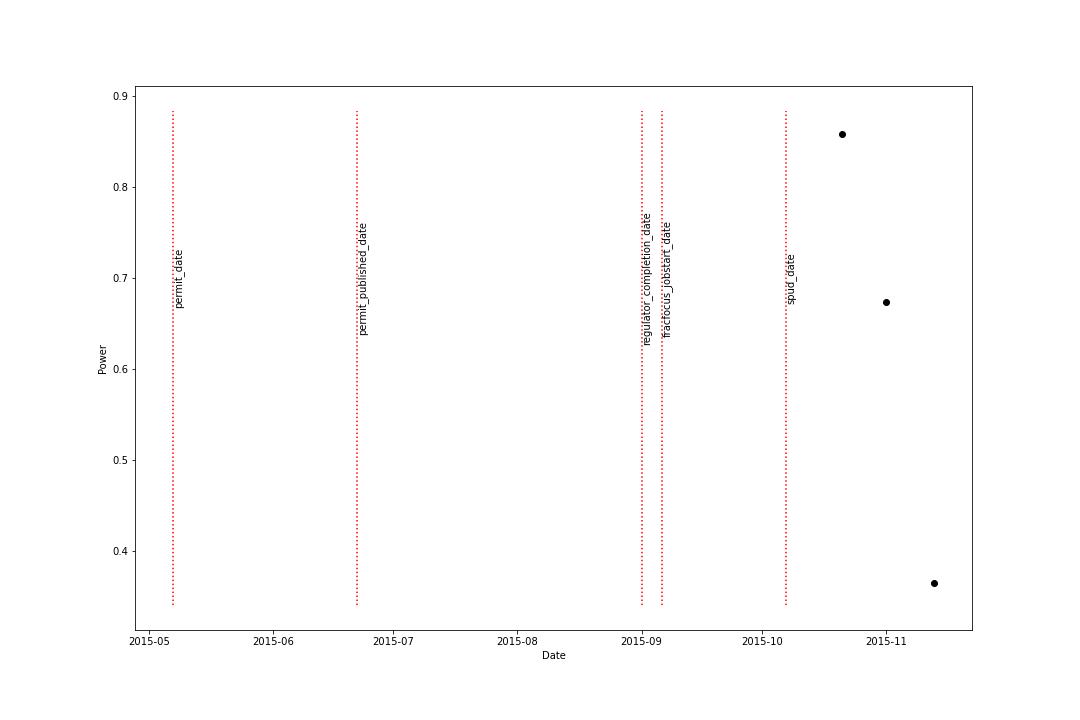 0.9
0.8
0.7
0.6
0.5
0.4
Power
permit_date
permit_published_date
regulator_completion_date
fracfocus_jobstart_date
spud_date
2015-05
2015-06
2015-07
2015-08
2015-09
2015-10
2015-11
Date